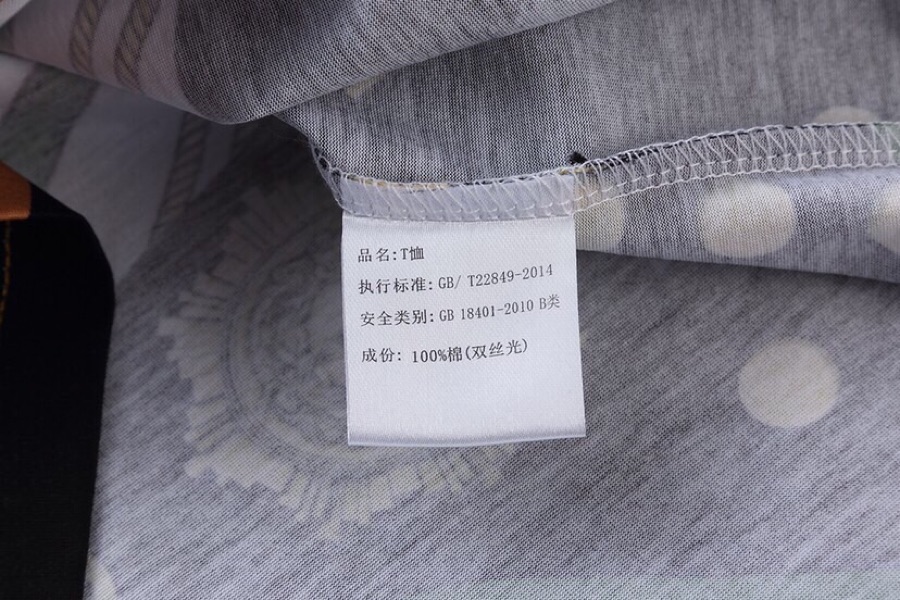 品名:T恤
执行标准: GB/ T22849-2014
安全类别: GB 18401-2010 B类
成份: 100%棉(双丝光)